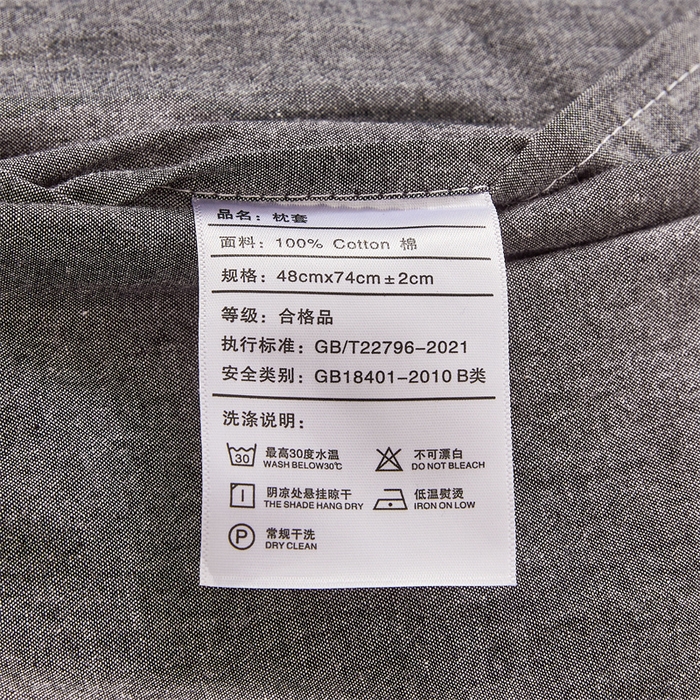 品名：枕套
面料：100% Cotton 棉
规格：48cmx74cm±2cm
等级：合格品
执行标准：GB/T22796-2021
安全类别：GB18401-2010 B类
洗涤说明：
30 最高30度水温 不可漂白
WASH BELOW30℃ DO NOT BLEACH
阴凉处悬挂晾干 低温熨烫
THE SHADE HANG DRY IRON ON LOW
P 常规干洗
DRY CLEAN